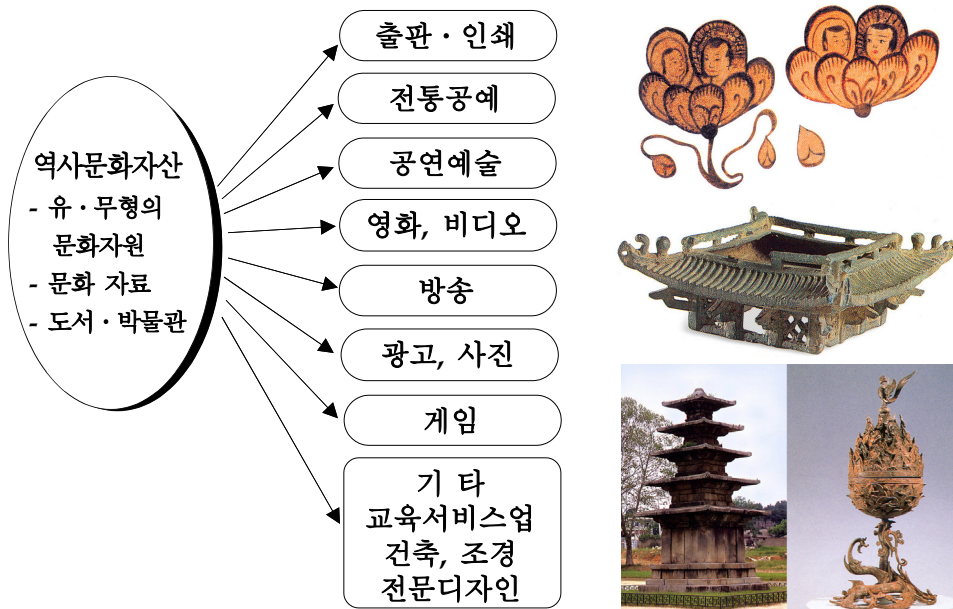 역사문화자산
- 유·무형의
문화자원
- 문화 자료
- 도서·박물관
출판·인쇄
전통공예
공연예술
영화, 비디오
방송
광고, 사진
게임
기 타
교육서비스업
건축, 조경
전문디자인